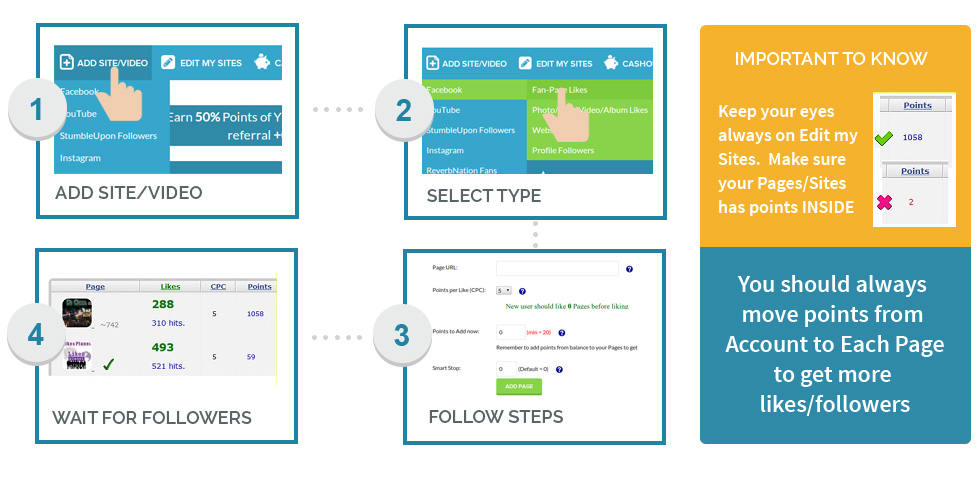 1
ADD SITE/VIDEO
EDIT MY SITES
Facebook
YouTube
StumbleUpon Followers
Instagram
Earn 50% Points of Y
referral +
ADD SITE/VIDEO
2
ADD SITE/VIDEO
EDIT MY SITES
CASHO
Facebook
Fan-Page Likes
YouTube
Photo/ Video/Album Likes
StumbleUpon Followers
Instagram
Profile Followers
ReverbNation Fans
SELECT TYPE
3
Page URL:
Points per Like (CPC):
5
New user should like 0 Pages before liking
Points to Add now:
0
(min = 20)
Remember to add points from balance to your Pages to get
Smart Stop:
0
(Default = 0)
ADD PAGE
FOLLOW STEPS
4
Page Likes CPC Points
288
~742
310 hits.
5
1058
493
521 hits.
5
59
WAIT FOR FOLLOWERS
IMPORTANT TO KNOW
Keep your eyes
always on Edit my
Sites. Make sure
your Pages/Sites
has points INSIDE
Points
1058
Points
2
You should always
move points from
Account to Each Page
to get more
likes/followers